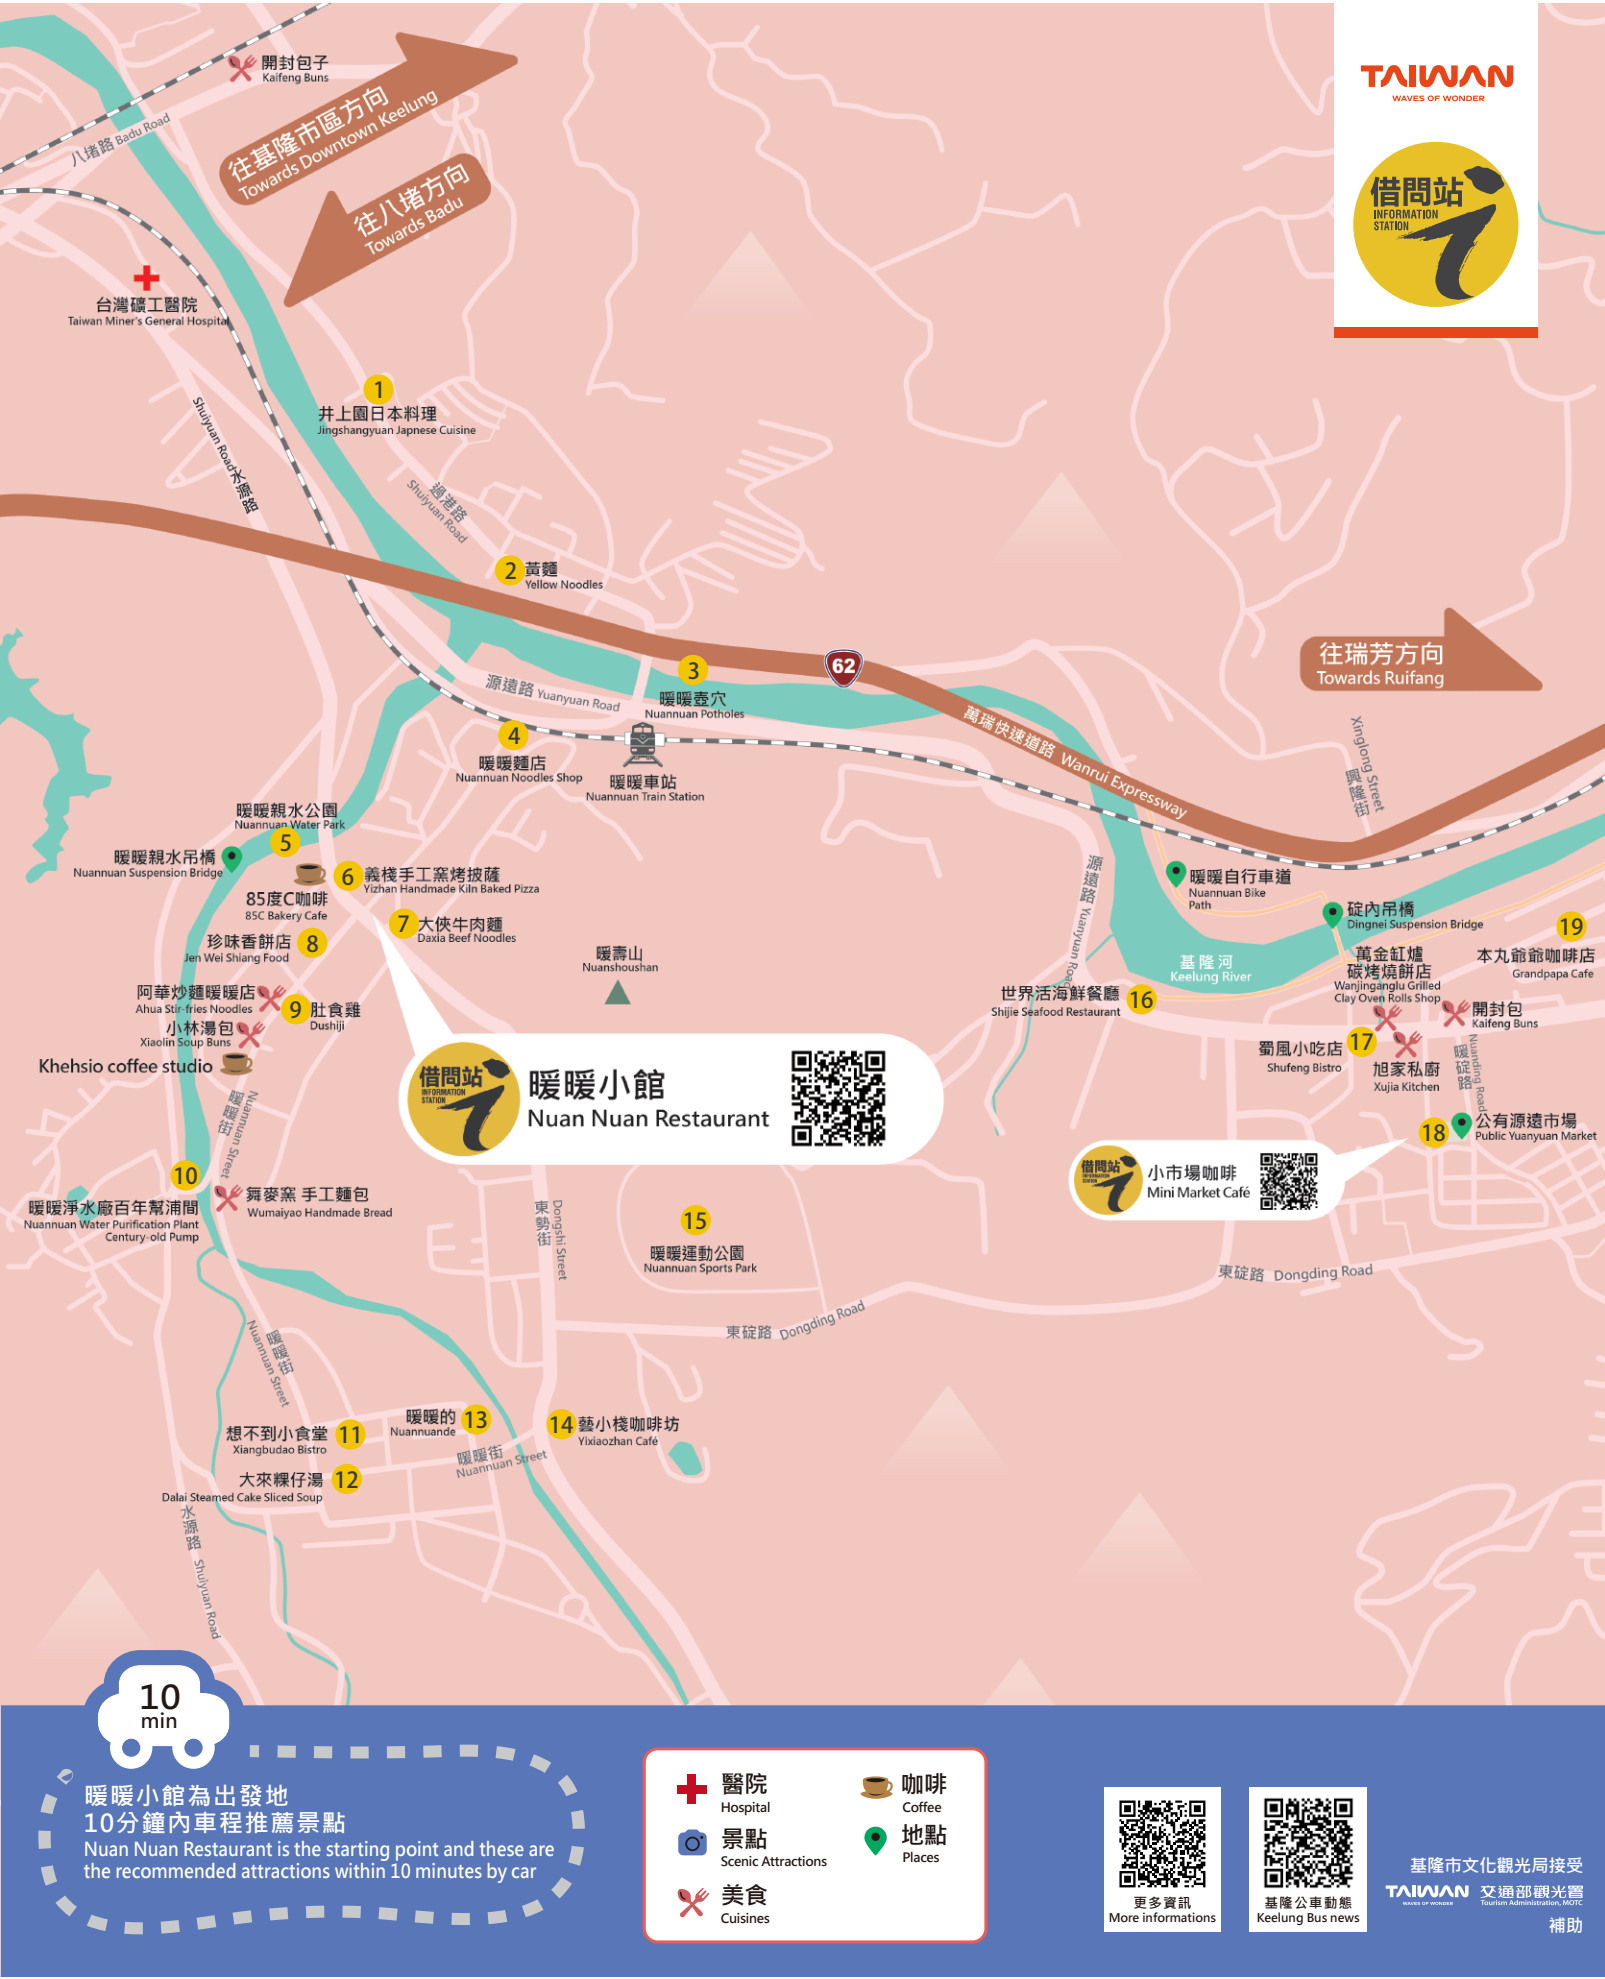 開封包子
Kaifeng Buns
八堵路 Badu Road
往基隆市區方向
Towards Downtown Keelung
往八堵方向
Towards Badu
TAIWAN
WAVES OF WONDER
借問站
INFORMATION
STATION
台灣礦工醫院
Taiwan Miner's General Hospital
1
井上園日本料理
Jingshangyuan Japnese Cuisine
Shuiyuan Road水源路
過港路
Shuiyuan Road
2
黃麵
Yellow Noodles
3
暖暖壺穴
Nuannuan Potholes
62
往瑞芳方向
Towards Ruifang
源遠路 Yuanyuan Road
萬瑞快速道路 Wanrui Expressway
Xinglong Street
興隆街
4
暖暖麵店
Nuannuan Noodles Shop
暖暖車站
Nuannuan Train Station
暖暖親水公園
Nuannuan Water Park
5
暖暖親水吊橋
Nuannuan Suspension Bridge
85度C咖啡
85C Bakery Cafe
6
義棧手工窯烤披薩
Yizhan Handmade Kiln Baked Pizza
7
大俠牛肉麵
Daxia Beef Noodles
珍味香餅店
Jen Wei Shiang Food
8
暖壽山
Nuanshoushan
源遠路 Yuanyuan Road
暖暖自行車道
Nuannuan Bike
Path
碇內吊橋
Dingnei Suspension Bridge
19
本九爺爺咖啡店
Grandpapa Cafe
基隆河
Keelung River
萬金缸爐
碳烤燒餅店
Wanjinganglu Grilled
Clay Oven Rolls Shop
世界活海鮮餐廳
Shijie Seafood Restaurant
16
開封包
Kaifeng Buns
阿華炒麵暖暖店
Ahua Stir-fries Noodles
9
肚食雞
Dushiji
小林湯包
Xiaolin Soup Buns
Khehsio coffee studio
蜀風小吃店
Shufeng Bistro
17
旭家私廚
Xujia Kitchen
暖碇路
Nuanding Road
借問站
INFORMATION
STATION
暖暖小館
Nuan Nuan Restaurant
暖暖街
Nuannuan Street
18
公有源遠市場
Public Yuanyuan Market
借問站
INFORMATION
STATION
小市場咖啡
Mini Market Café
10
暖暖淨水廠百年幫浦間
Nuannuan Water Purification Plant
Century-old Pump
舞麥窯 手工麵包
Wumaiyao Handmade Bread
東勢街
Dongshi Street
15
暖暖運動公園
Nuannuan Sports Park
東碇路 Dongding Road
東碇路 Dongding Road
暖暖街
Nuannuan Street
想不到小食堂
Xiangbudao Bistro
11
暖暖的
Nuannuande
13
14
藝小棧咖啡坊
Yixiaozhan Café
暖暖街
Nuannuan Street
大來粿仔湯
Dalai Steamed Cake Sliced Soup
12
水源路 Shuiyuan Road
10
min
暖暖小館為出發地
10分鐘內車程推薦景點
Nuan Nuan Restaurant is the starting point and these are
the recommended attractions within 10 minutes by car
醫院
Hospital
咖啡
Coffee
景點
Scenic Attractions
地點
Places
美食
Cuisines
更多資訊
More informations
基隆公車動態
Keelung Bus news
基隆市文化觀光局接受
TAIWAN
WAVES OF WONDER
交通部觀光署
Tourism Administration, MOTC
補助